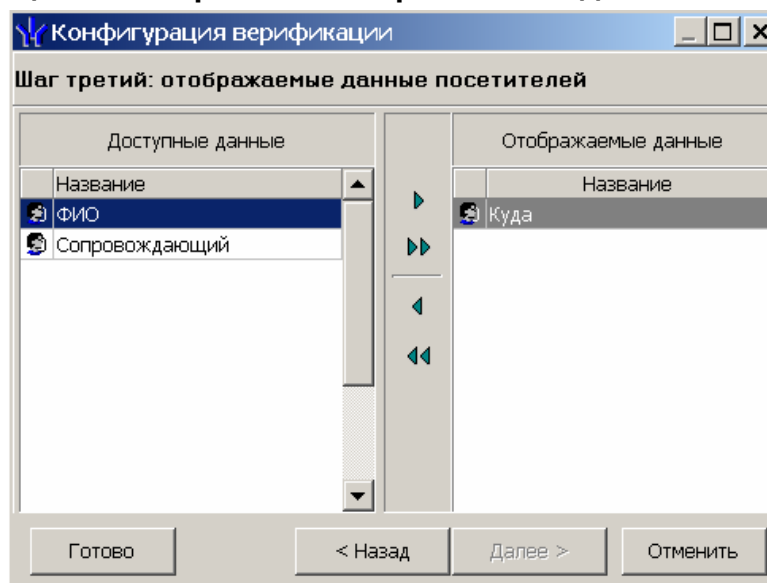 Конфигурация верификации
Шаг третий: отображаемые данные посетителей
Доступные данные
Название
ФИО
Сопровождающий
Отображаемые данные
Название
Куда
Готово
< Назад
Далее >
Отменить